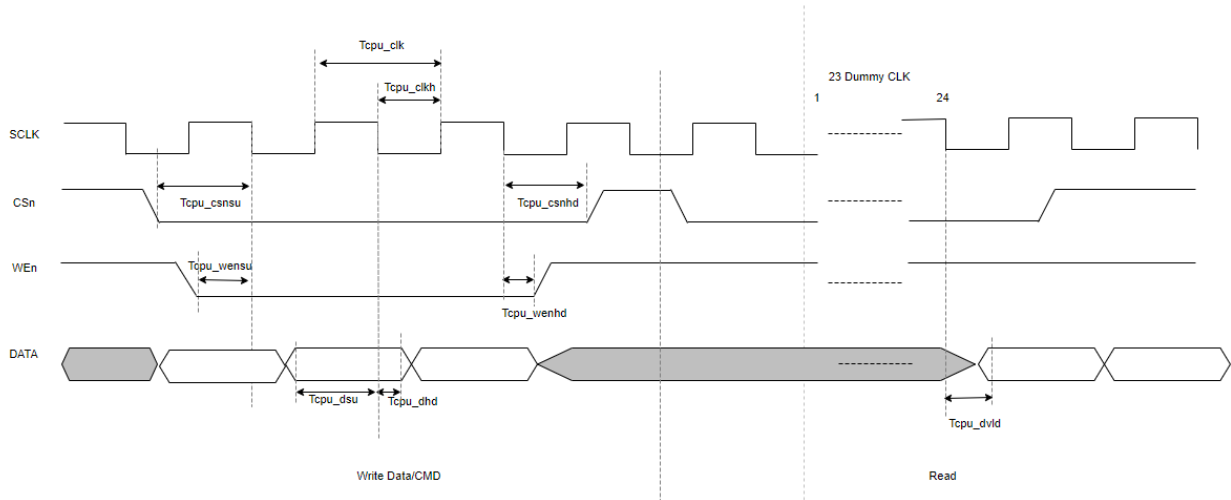 Tcpu_clk
23 Dummy CLK
Tcpu_clkh
1
24
SCLK
CSn
Tcpu_csnsu
Tcpu_csnhd
WEn
Tcpu_wensu
Tcpu_wenhd
DATA
Tcpu_dsu
Tcpu_dhd
Tcpu_dvld
Write Data/CMD
Read